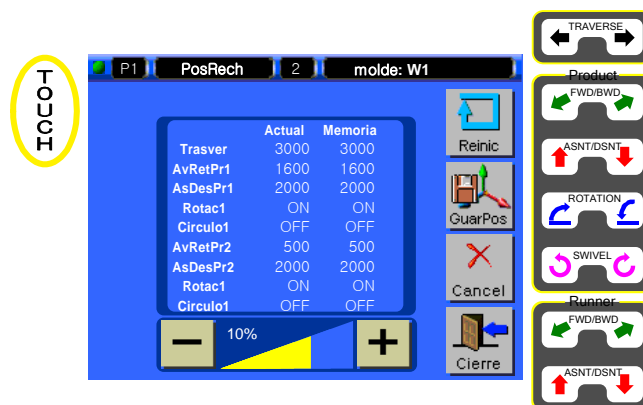 TOUCH
P1 PosRech 2 molde: W1
Actual Memoria
Trasver 3000 3000
AvRetPr1 1600 1600
AsDesPr1 2000 2000
Rotac1 ON ON
Circulo1 OFF OFF
AvRetPr2 500 500
AsDesPr2 2000 2000
Rotac1 ON ON
Circulo1 OFF OFF
10%
Reinic
GuarPos
Cancel
Cierre
TRAVERSE
Product
FWD/BWD
ASNT/DSNT
ROTATION
SWIVEL
Runner
FWD/BWD
ASNT/DSNT